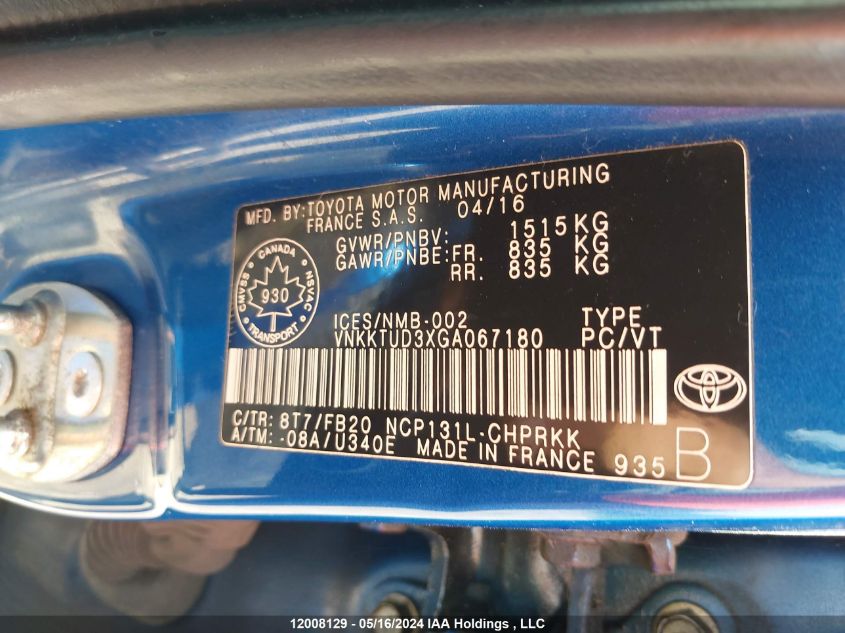 MFD. BY:TOYOTA MOTOR MANUFACTURING
FRANCE S.A.S. 04/16
GVWR/PNBV: 1515 KG
GAWR/PNBE: FR. 835 KG
RR. 835 KG
CANADA
CMVSS 930 NSVAC
TRANSPORT
ICES/NMB-002 TYPE
VNKKTUD3XGA067180 PC/VT
C/TR: 8T7/FB20 NCP131L-CHPRKK
A/TM: -08A/U340E MADE IN FRANCE 935 B
12008129 - 05/16/2024 IAA Holdings , LLC